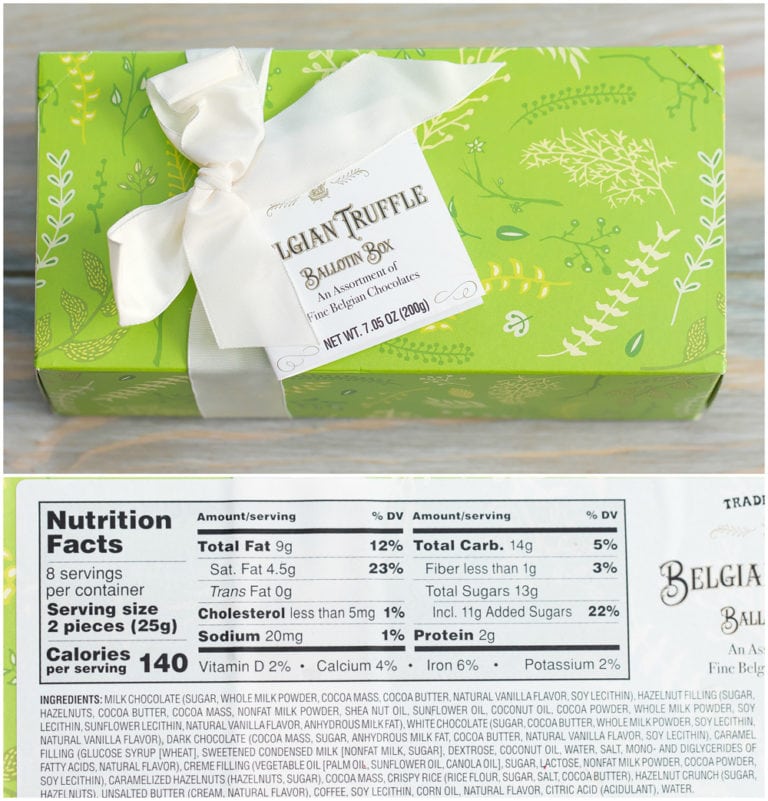 LGIAN TRUFFLE
BALLOTIN BOX
An Assortment of
Fine Belgian Chocolates
NET WT. 7.05 OZ (200g)
Nutrition
Facts
8 servings
per container
Serving size
2 pieces (25g)
Calories
per serving 140
Amount/serving % DV
Total Fat 9g 12%
Sat. Fat 4.5g 23%
Trans Fat 0g
Cholesterol less than 5mg 1%
Sodium 20mg 1%
Amount/serving % DV
Total Carb. 14g 5%
Fiber less than 1g 3%
Total Sugars 13g
Incl. 11g Added Sugars 22%
Protein 2g
Vitamin D 2% • Calcium 4% • Iron 6% • Potassium 2%
TRADI
BELGIA
BALL
An Ass
Fine Belg
INGREDIENTS: MILK CHOCOLATE (SUGAR, WHOLE MILK POWDER, COCOA MASS, COCOA BUTTER, NATURAL VANILLA FLAVOR, SOY LECITHIN), HAZELNUT FILLING (SUGAR,
HAZELNUTS, COCOA BUTTER, COCOA MASS, NONFAT MILK POWDER, SHEA NUT OIL, SUNFLOWER OIL, COCONUT OIL, COCOA POWDER, WHOLE MILK POWDER, SOY
LECITHIN, SUNFLOWER LECITHIN, NATURAL VANILLA FLAVOR, ANHYDROUS MILK FAT), WHITE CHOCOLATE (SUGAR, COCOA BUTTER, WHOLE MILK POWDER, SOY LECITHIN,
NATURAL VANILLA FLAVOR), DARK CHOCOLATE (COCOA MASS, SUGAR, ANHYDROUS MILK FAT, COCOA BUTTER, NATURAL VANILLA FLAVOR, SOY LECITHIN), CARAMEL
FILLING (GLUCOSE SYRUP [WHEAT], SWEETENED CONDENSED MILK [NONFAT MILK, SUGAR], DEXTROSE, COCONUT OIL, WATER, SALT, MONO- AND DIGLYCERIDES OF
FATTY ACIDS, NATURAL FLAVOR), CREME FILLING (VEGETABLE OIL [PALM OIL, SUNFLOWER OIL, CANOLA OIL], SUGAR, LACTOSE, NONFAT MILK POWDER, COCOA POWDER,
SOY LECITHIN), CARAMELIZED HAZELNUTS (HAZELNUTS, SUGAR), COCOA MASS, CRISPY RICE (RICE FLOUR, SUGAR, SALT, COCOA BUTTER), HAZELNUT CRUNCH (SUGAR,
HAZELNUTS), UNSALTED BUTTER (CREAM, NATURAL FLAVOR), COFFEE, SOY LECITHIN, CORN OIL, NATURAL FLAVOR, CITRIC ACID (ACIDULANT), WATER.